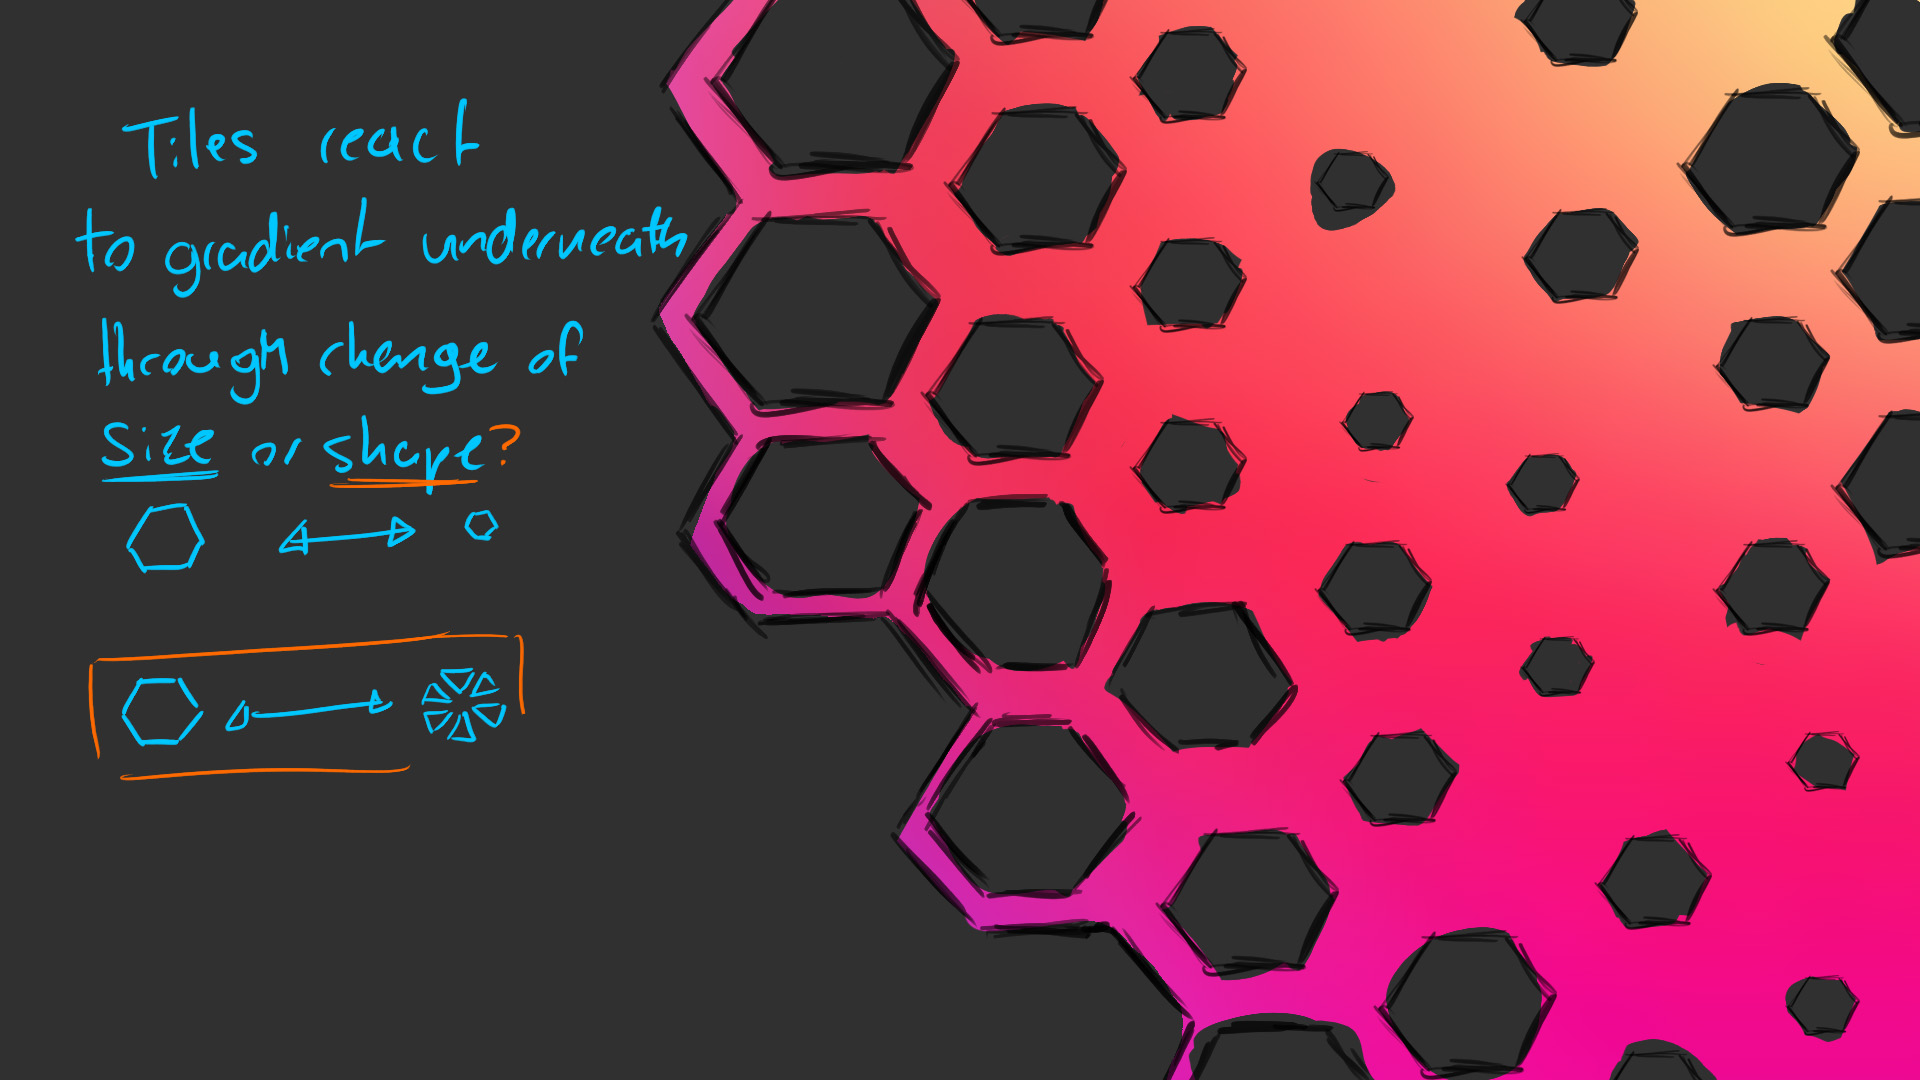 Tiles react
to gradient underneath
through change of
Size or shape?